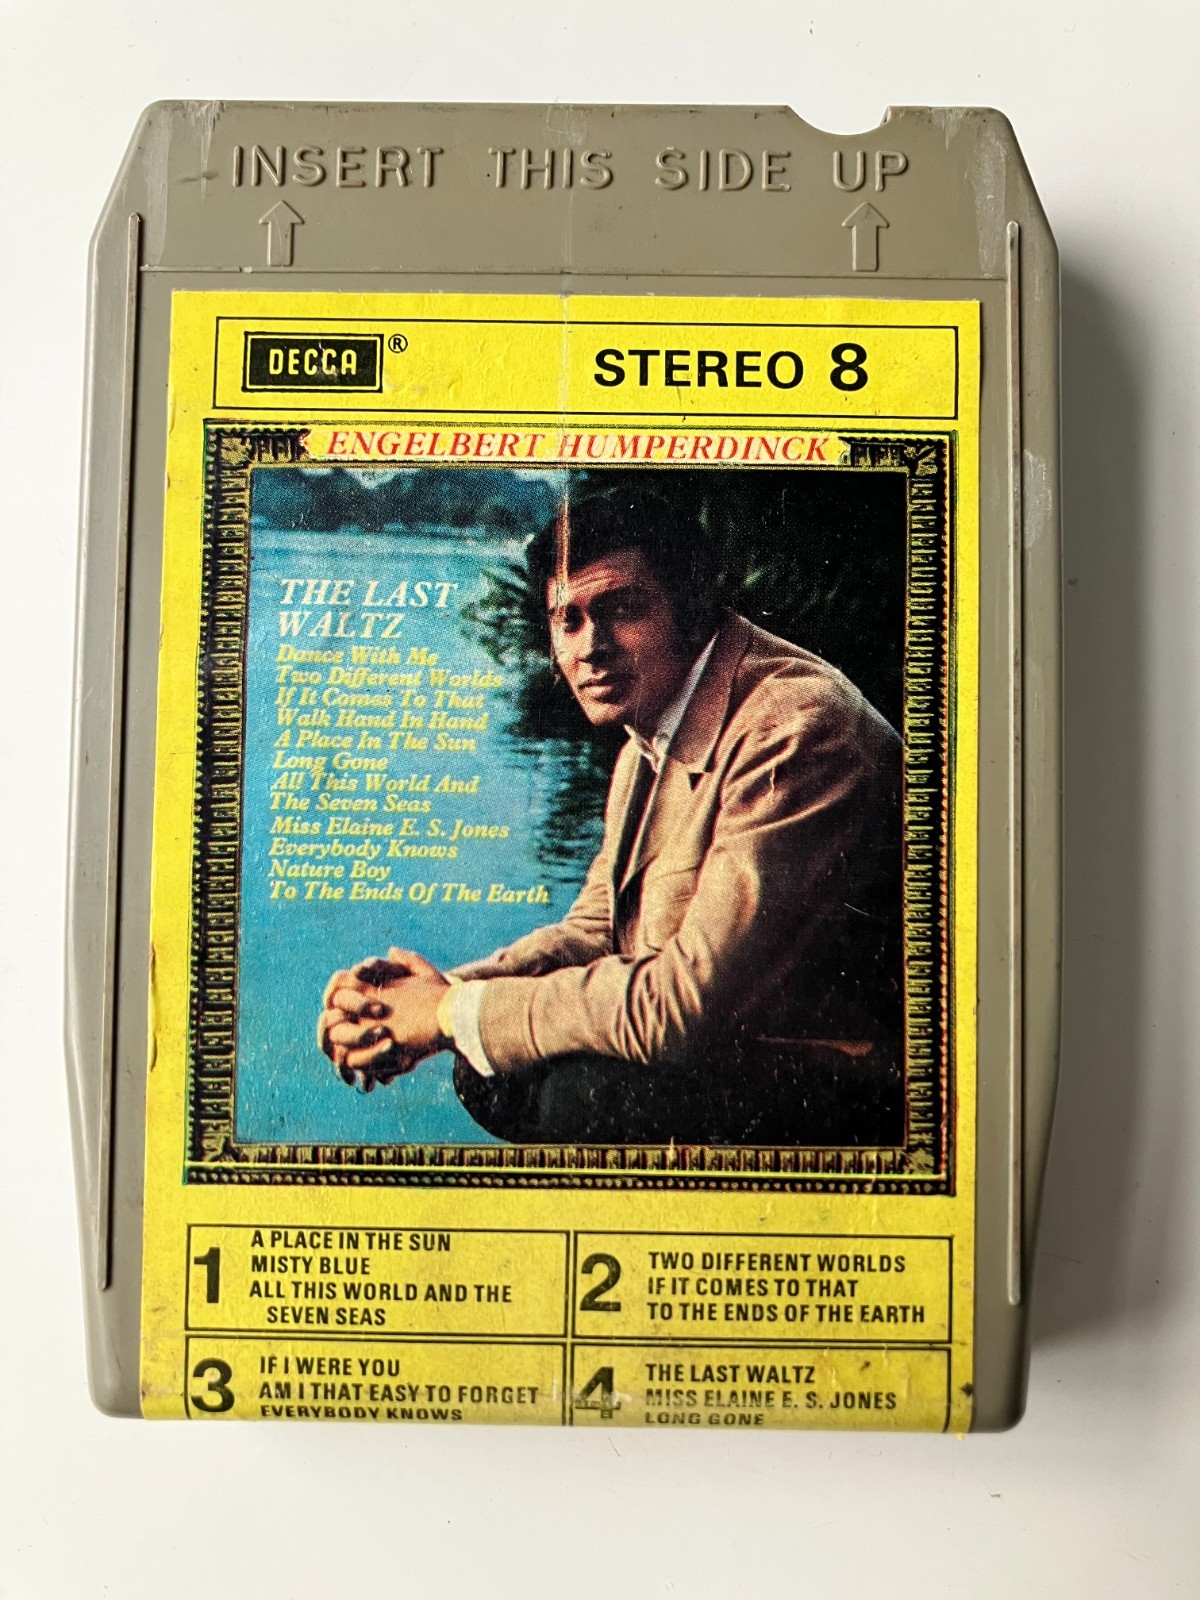 INSERT THIS SIDE UP
DECCA ®
STEREO 8
ENGELBERT HUMPERDINCK
THE LAST
WALTZ
Dance With Me
Two Different Worlds
If It Comes To That
Walk Hand In Hand
A Place In The Sun
Long Gone
All This World And
The Seven Seas
Miss Elaine E. S. Jones
Everybody Knows
Nature Boy
To The Ends Of The Earth
1
A PLACE IN THE SUN
MISTY BLUE
ALL THIS WORLD AND THE
SEVEN SEAS
2
TWO DIFFERENT WORLDS
IF IT COMES TO THAT
TO THE ENDS OF THE EARTH
3
IF I WERE YOU
AM I THAT EASY TO FORGET
EVERYBODY KNOWS
4
THE LAST WALTZ
MISS ELAINE E. S. JONES
LONG GONE